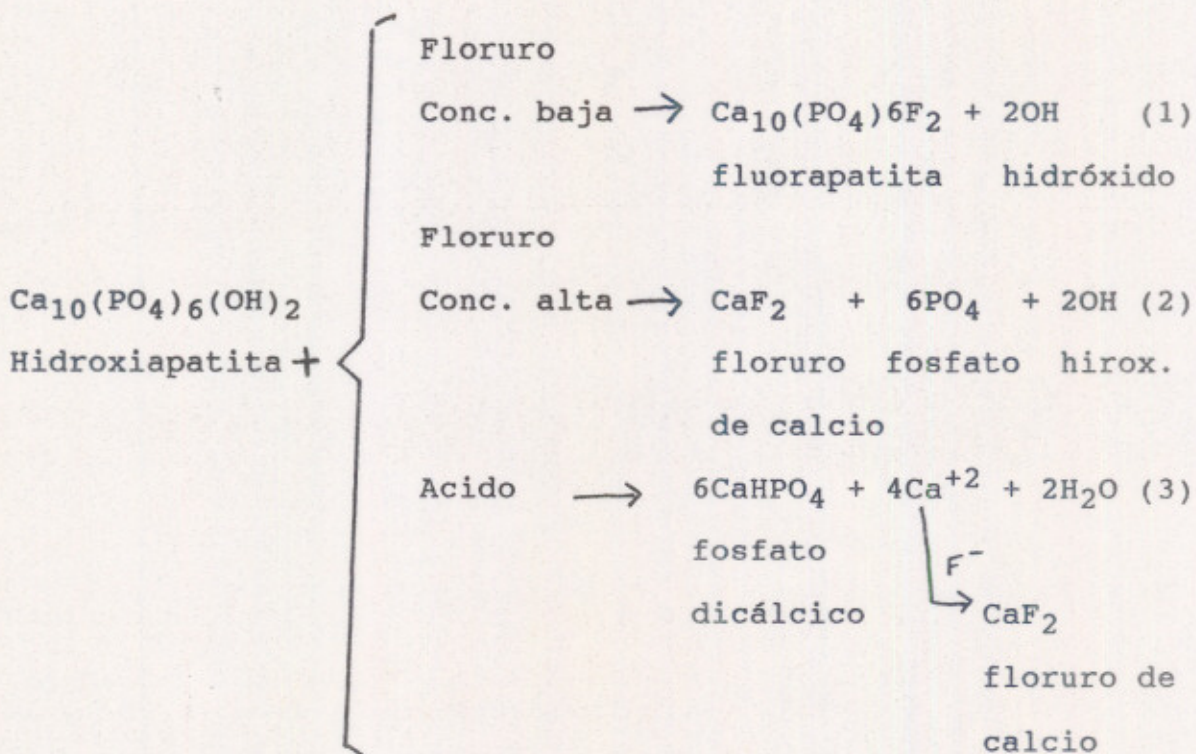 Floruro
Conc. baja → Ca₁₀(PO₄)6F₂ + 2OH (1)
fluorapatita hidróxido
Floruro
Ca₁₀(PO₄)₆(OH)₂
Conc. alta → CaF₂ + 6PO₄ + 2OH (2)
Hidroxiapatita +
floruro fosfato hirox.
de calcio
Acido → 6CaHPO₄ + 4Ca⁺² + 2H₂O (3)
fosfato
F⁻
dicálcico
CaF₂
floruro de
calcio